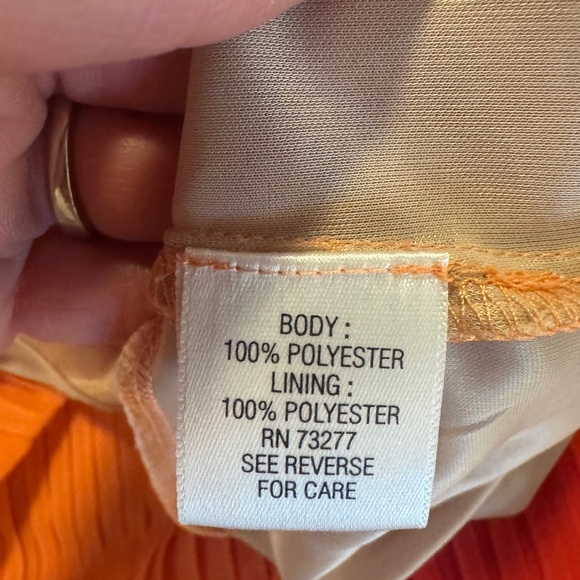 BODY :
100% POLYESTER
LINING :
100% POLYESTER
RN 73277
SEE REVERSE
FOR CARE